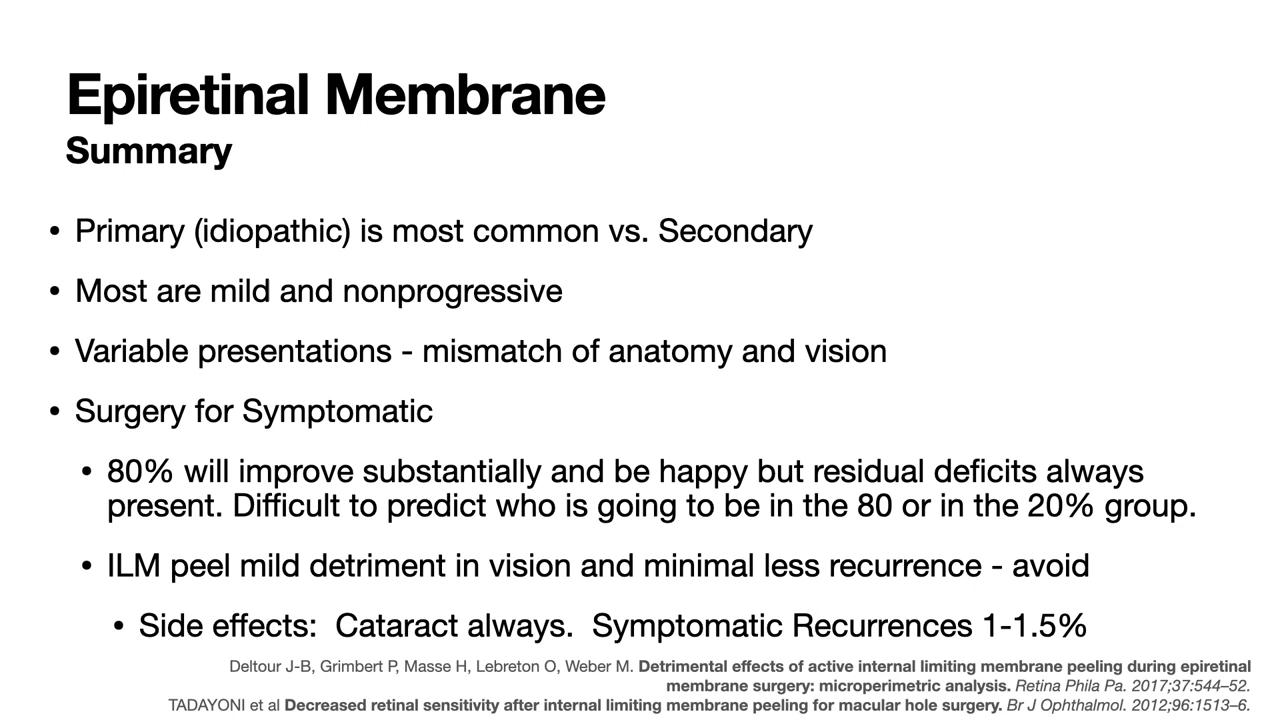 Epiretinal Membrane
Summary
• Primary (idiopathic) is most common vs. Secondary
• Most are mild and nonprogressive
• Variable presentations - mismatch of anatomy and vision
• Surgery for Symptomatic
• 80% will improve substantially and be happy but residual deficits always
present. Difficult to predict who is going to be in the 80 or in the 20% group.
• ILM peel mild detriment in vision and minimal less recurrence - avoid
• Side effects:  Cataract always.  Symptomatic Recurrences 1-1.5%
Deltour J-B, Grimbert P, Masse H, Lebreton O, Weber M. Detrimental effects of active internal limiting membrane peeling during epiretinal
membrane surgery: microperimetric analysis. Retina Phila Pa. 2017;37:544–52.
TADAYONI et al Decreased retinal sensitivity after internal limiting membrane peeling for macular hole surgery. Br J Ophthalmol. 2012;96:1513–6.